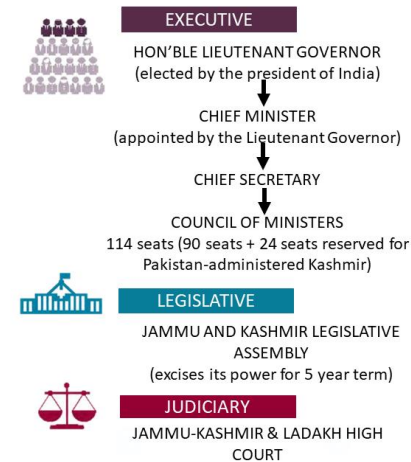 EXECUTIVE
HON’BLE LIEUTENANT GOVERNOR
(elected by the president of India)
CHIEF MINISTER
(appointed by the Lieutenant Governor)
CHIEF SECRETARY
COUNCIL OF MINISTERS
114 seats (90 seats + 24 seats reserved for
Pakistan-administered Kashmir)
LEGISLATIVE
JAMMU AND KASHMIR LEGISLATIVE
ASSEMBLY
(excises its power for 5 year term)
JUDICIARY
JAMMU-KASHMIR & LADAKH HIGH
COURT